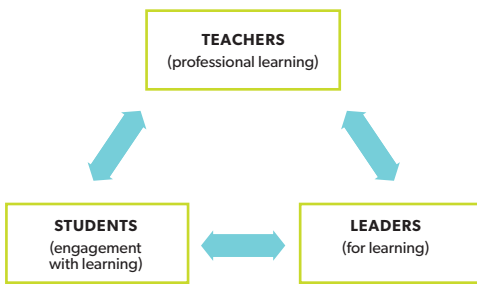 TEACHERS
(professional learning)
STUDENTS
(engagement
with learning)
LEADERS
(for learning)